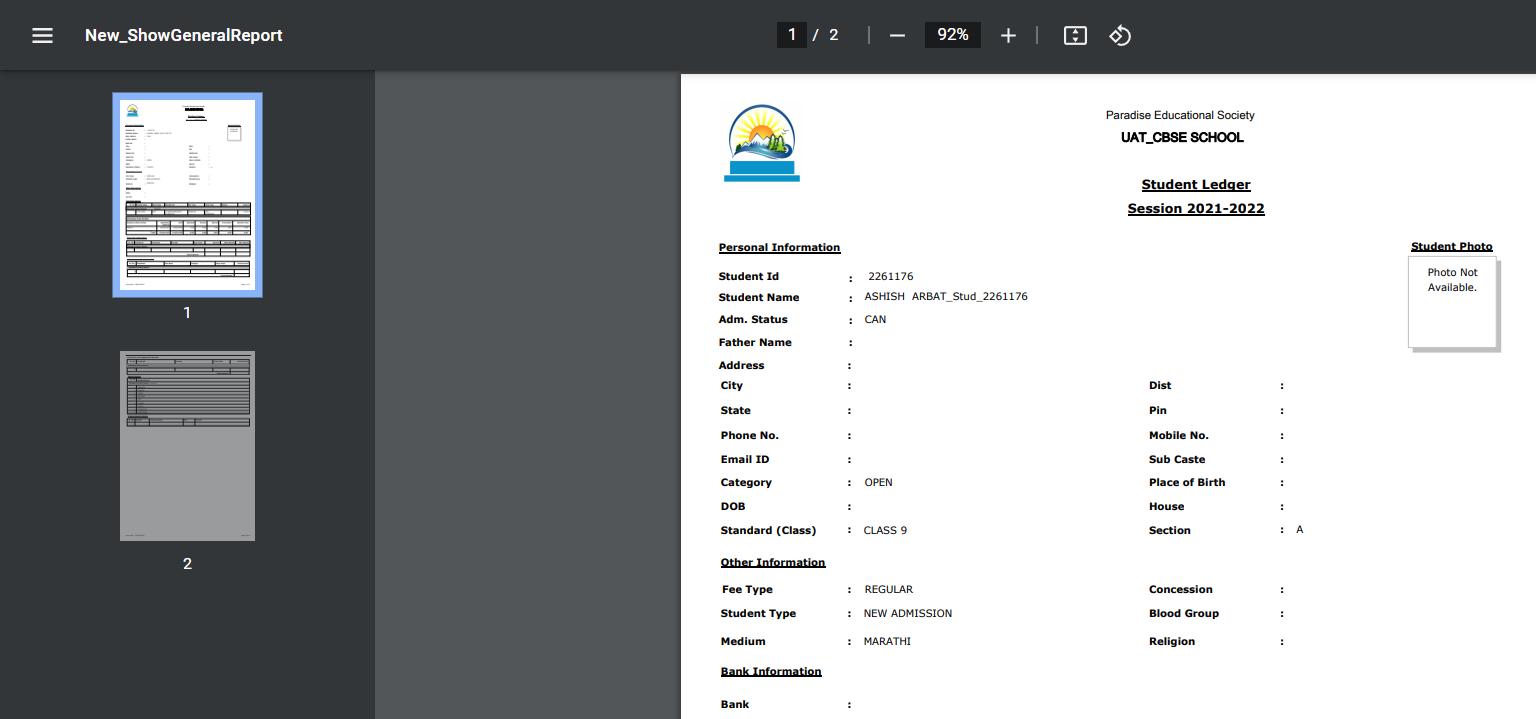 New_ShowGeneralReport
1 / 2
92%
1
2
Paradise Educational Society
UAT_CBSE SCHOOL
Student Ledger
Session 2021-2022
Personal Information
Student Photo
Photo Not
Available.
Student Id : 2261176
Student Name : ASHISH ARBAT_Stud_2261176
Adm. Status : CAN
Father Name :
Address :
City : Dist :
State : Pin :
Phone No. : Mobile No. :
Email ID : Sub Caste :
Category : OPEN Place of Birth :
DOB : House :
Standard (Class) : CLASS 9 Section : A
Other Information
Fee Type : REGULAR Concession :
Student Type : NEW ADMISSION Blood Group :
Medium : MARATHI Religion :
Bank Information
Bank :